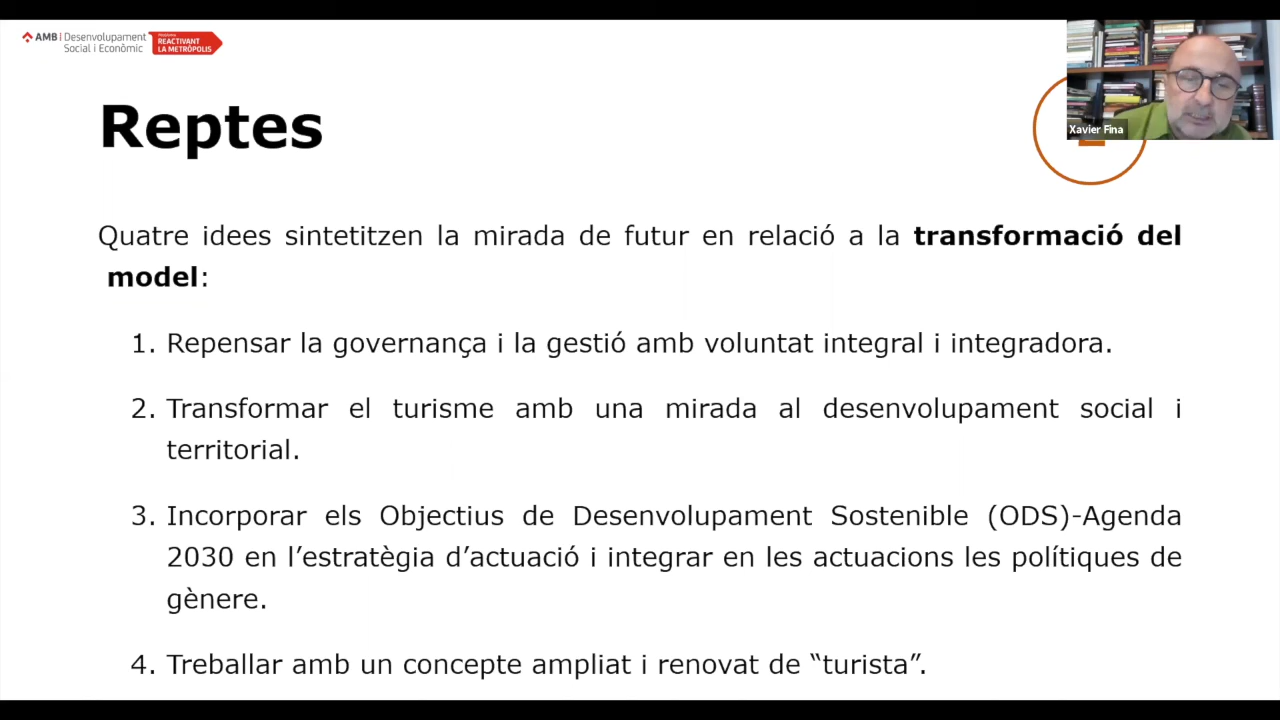 AMB | Desenvolupament
Social i Econòmic
REACTIVANT
LA METRÒPOLIS
Xavier Fina
Reptes
Quatre idees sintetitzen la mirada de futur en relació a la transformació del
model:
1. Repensar la governança i la gestió amb voluntat integral i integradora.
2. Transformar el turisme amb una mirada al desenvolupament social i
territorial.
3. Incorporar els Objectius de Desenvolupament Sostenible (ODS)-Agenda
2030 en l’estratègia d’actuació i integrar en les actuacions les polítiques de
gènere.
4. Treballar amb un concepte ampliat i renovat de “turista”.